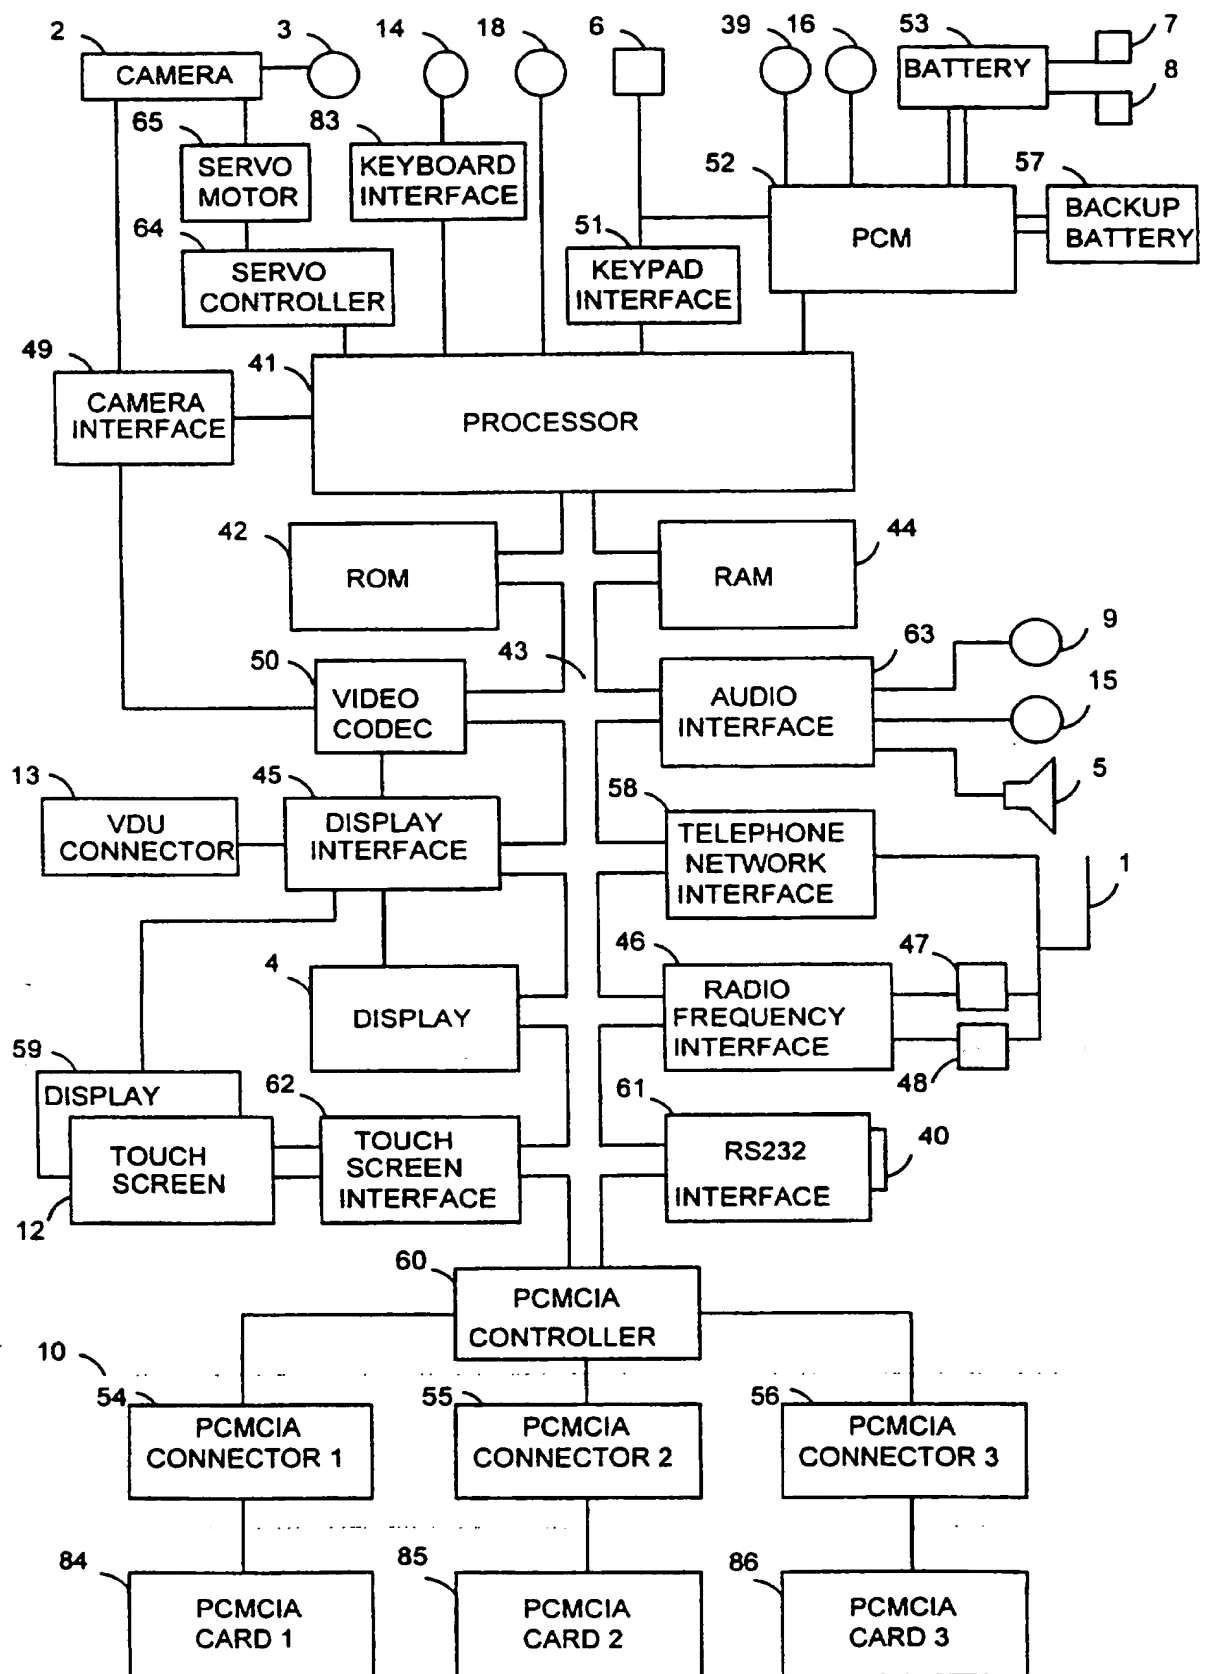 2
3
14
18
6
39
16
53
7
CAMERA
BATTERY
8
65
83
SERVO
MOTOR
KEYBOARD
INTERFACE
52
57
PCM
BACKUP
BATTERY
64
51
SERVO
CONTROLLER
KEYPAD
INTERFACE
49
41
CAMERA
INTERFACE
PROCESSOR
42
44
ROM
RAM
50
43
63
9
VIDEO
CODEC
AUDIO
INTERFACE
15
13
45
58
5
VDU
CONNECTOR
DISPLAY
INTERFACE
TELEPHONE
NETWORK
INTERFACE
1
4
46
47
DISPLAY
RADIO
FREQUENCY
INTERFACE
59
48
DISPLAY
62
61
TOUCH
SCREEN
TOUCH
SCREEN
INTERFACE
RS232
INTERFACE
40
12
60
PCMCIA
CONTROLLER
10
54
55
56
PCMCIA
CONNECTOR 1
PCMCIA
CONNECTOR 2
PCMCIA
CONNECTOR 3
84
85
86
PCMCIA
CARD 1
PCMCIA
CARD 2
PCMCIA
CARD 3